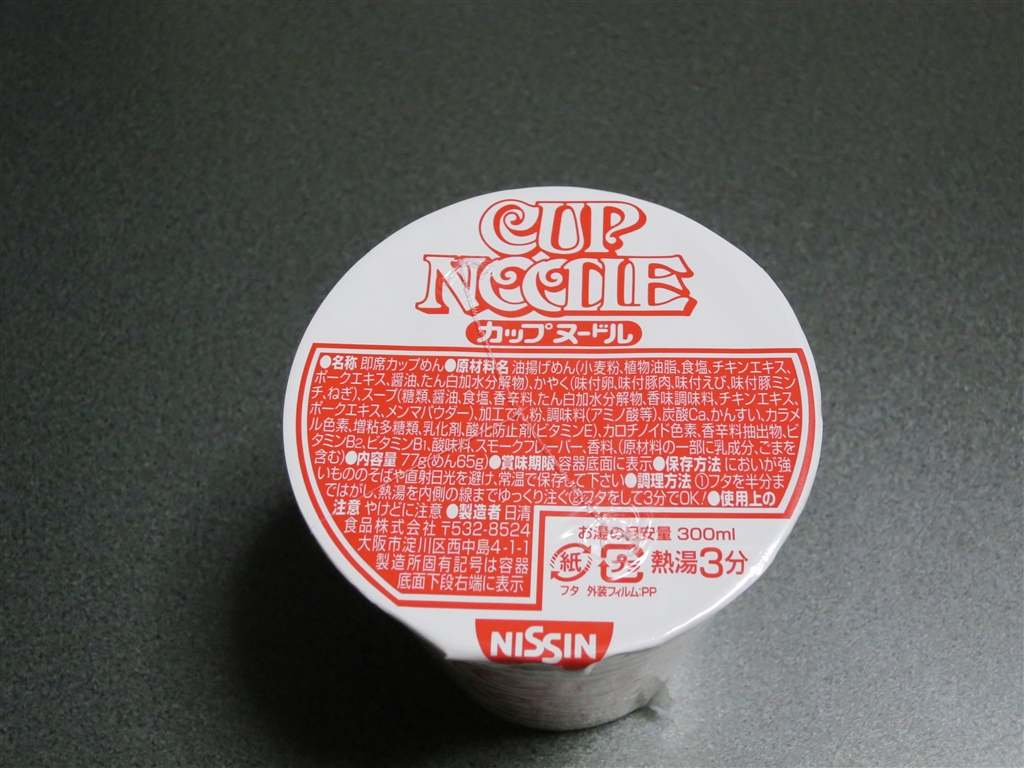 CUP
NOODLE
カップヌードル
●名称 即席カップめん●原材料名 油揚げめん(小麦粉、植物油脂、食塩、チキンエキス、
ポークエキス、醤油、たん白加水分解物)、かやく(味付卵、味付豚肉、味付えび、味付豚ミン
チ、ねぎ)、スープ(糖類、醤油、食塩、香辛料、たん白加水分解物、香味調味料、チキンエキス、
ポークエキス、メンマパウダー)、加工でん粉、調味料(アミノ酸等)、炭酸Ca、かんすい、カラメ
ル色素、増粘多糖類、乳化剤、酸化防止剤(ビタミンE)、カロチノイド色素、香辛料抽出物、ビ
タミンB2、ビタミンB1、酸味料、スモークフレーバー、香料、(原材料の一部に乳成分、ごまを
含む)●内容量 77g(めん65g)●賞味期限 容器底面に表示●保存方法 においが強
いもののそばや直射日光を避け、常温で保存して下さい●調理方法 ①フタを半分ま
ではがし、熱湯を内側の線までゆっくり注ぐ②フタをして3分でOK!●使用上の
注意 やけどに注意 ●製造者 日清
食品株式会社 〒532-8524
大阪市淀川区西中島4-1-1
製造所固有記号は容器
底面下段右端に表示
お湯の目安量 300ml
紙 プラ 熱湯3分
フタ 外装フィルム:PP
NISSIN